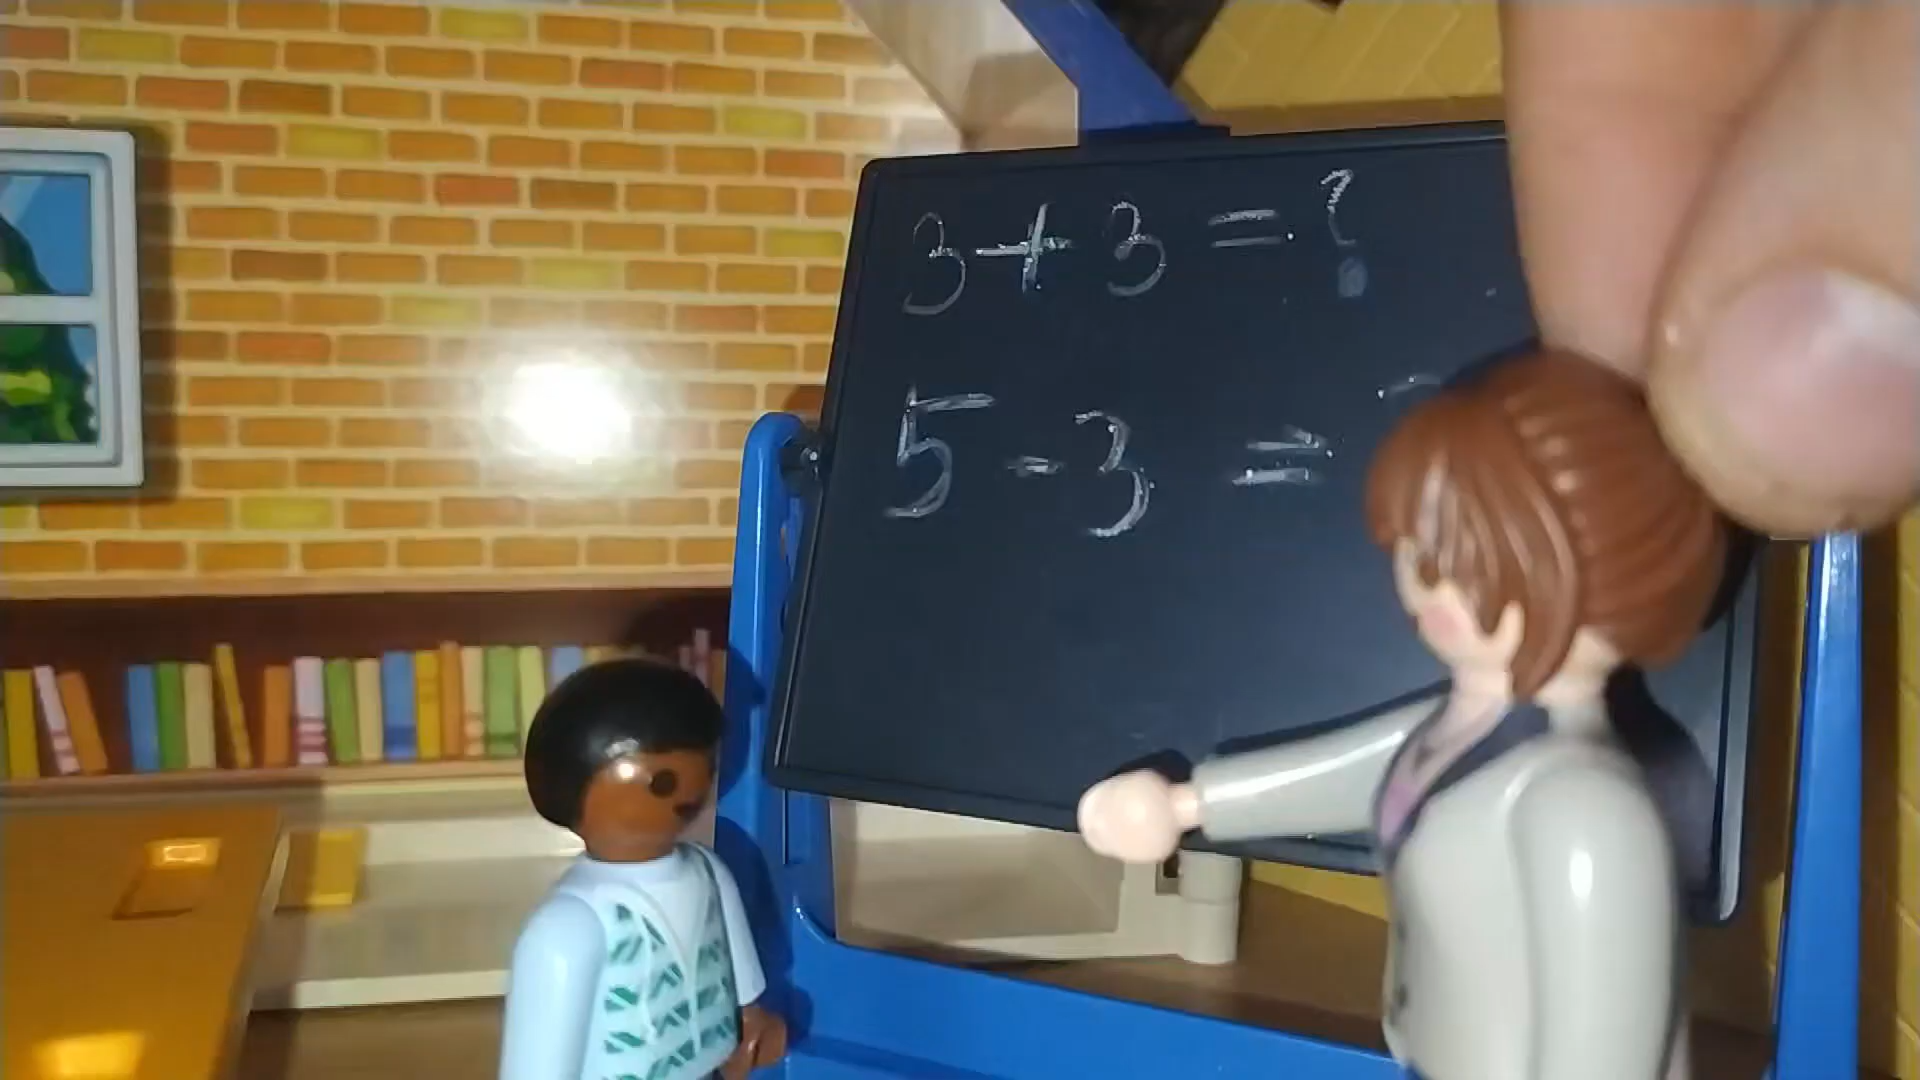 3 + 3 = ?
5 - 3 =